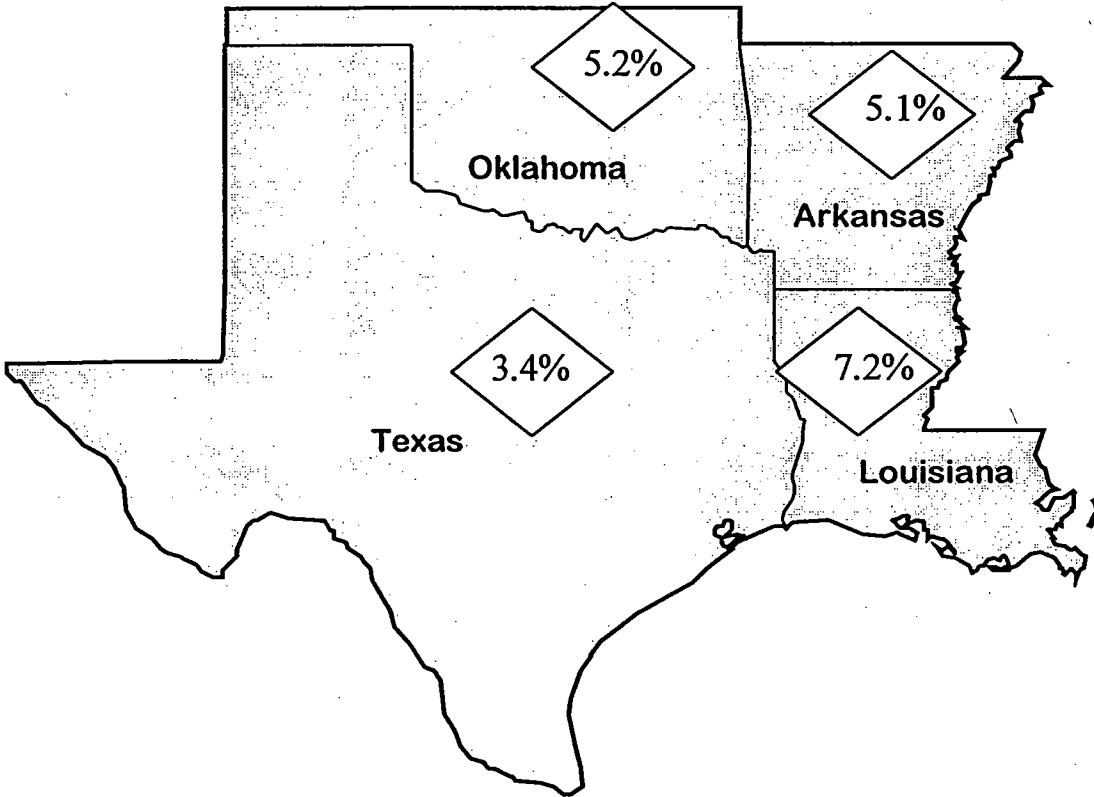 5.2%
5.1%
Oklahoma
Arkansas
3.4%
7.2%
Texas
Louisiana